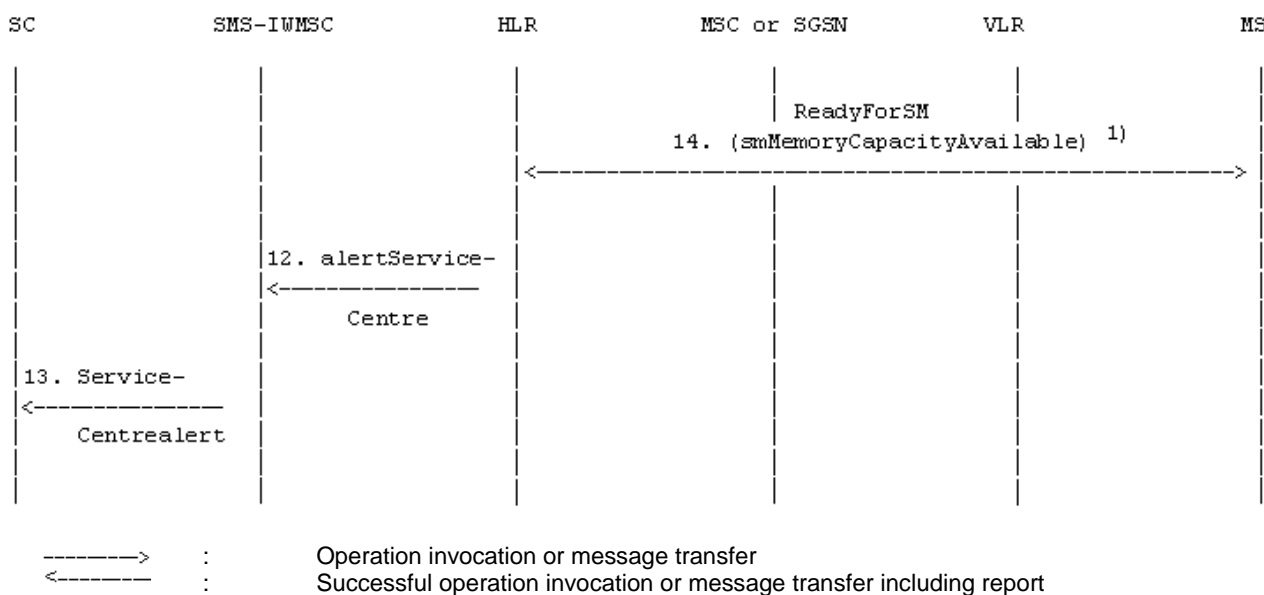 SC SMS-IWMSC HLR MSC or SGSN VLR MS
ReadyForSM
14. (smMemoryCapacityAvailable) 1)
12. alertService-
Centre
13. Service-
Centrealert
: Operation invocation or message transfer
: Successful operation invocation or message transfer including report